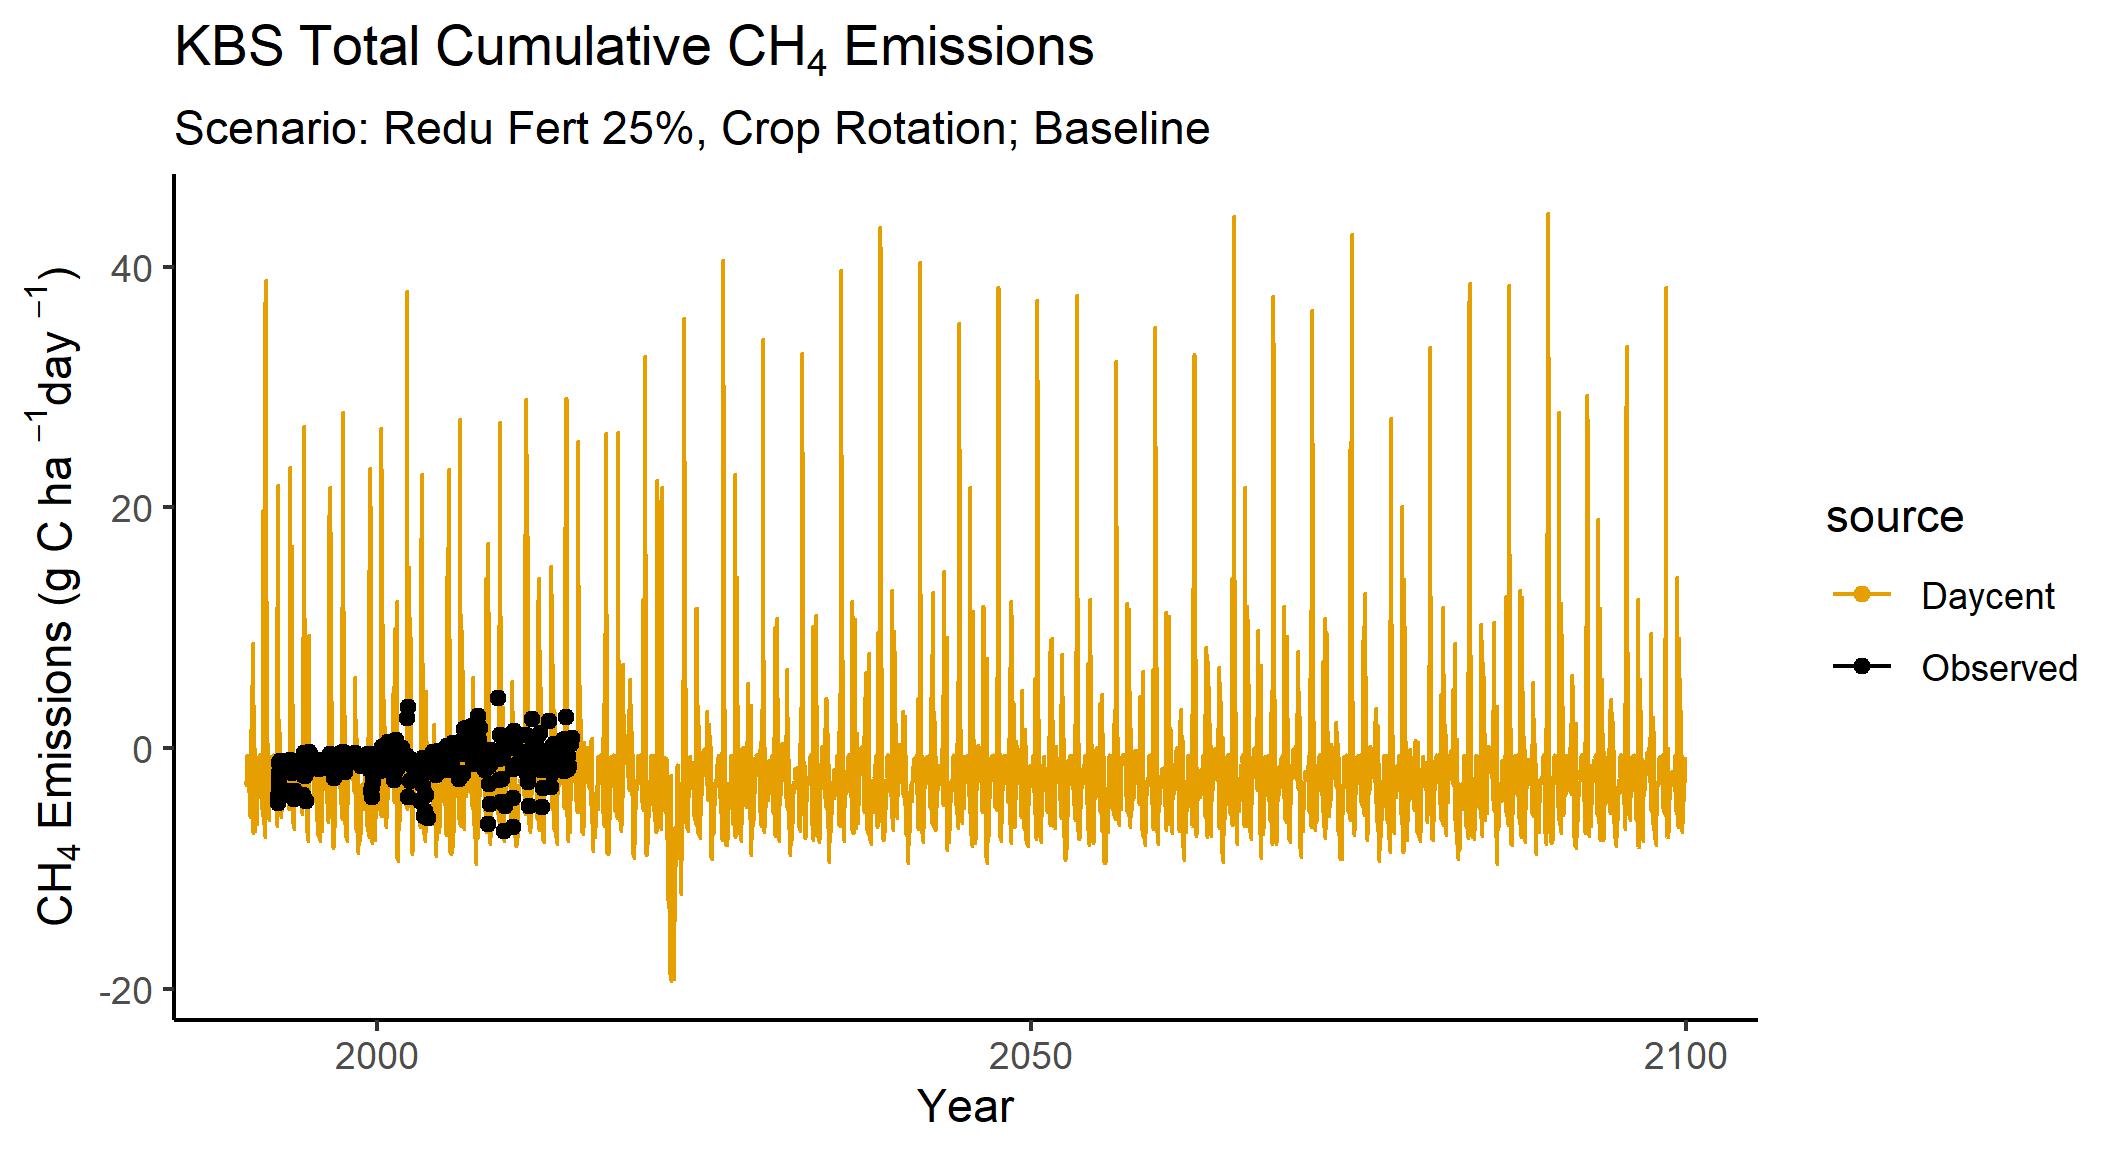 KBS Total Cumulative CH₄ Emissions
Scenario: Redu Fert 25%, Crop Rotation; Baseline
CH₄ Emissions (g C ha ⁻¹day ⁻¹)
40
20
0
-20
2000
2050
2100
Year
source
Daycent
Observed